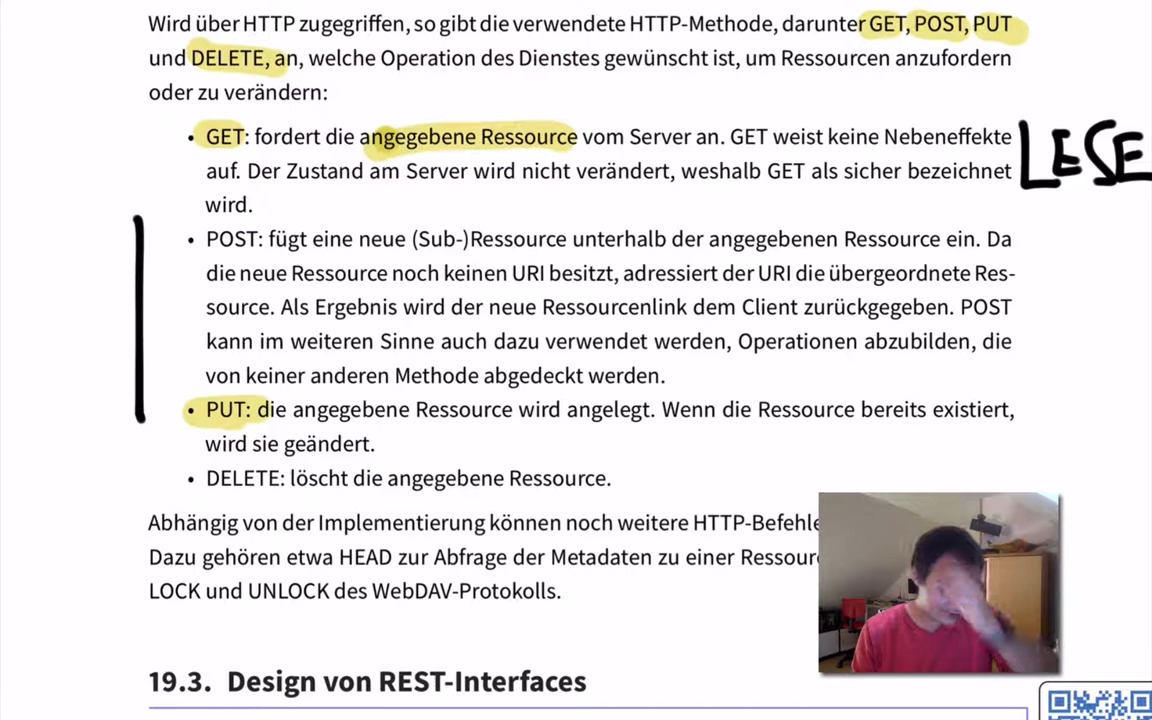 Wird über HTTP zugegriffen, so gibt die verwendete HTTP-Methode, darunter GET, POST, PUT
und DELETE, an, welche Operation des Dienstes gewünscht ist, um Ressourcen anzufordern
oder zu verändern:
• GET: fordert die angegebene Ressource vom Server an. GET weist keine Nebeneffekte
auf. Der Zustand am Server wird nicht verändert, weshalb GET als sicher bezeichnet
wird.
LESE
• POST: fügt eine neue (Sub-)Ressource unterhalb der angegebenen Ressource ein. Da
die neue Ressource noch keinen URI besitzt, adressiert der URI die übergeordnete Res-
source. Als Ergebnis wird der neue Ressourcenlink dem Client zurückgegeben. POST
kann im weiteren Sinne auch dazu verwendet werden, Operationen abzubilden, die
von keiner anderen Methode abgedeckt werden.
• PUT: die angegebene Ressource wird angelegt. Wenn die Ressource bereits existiert,
wird sie geändert.
• DELETE: löscht die angegebene Ressource.
Abhängig von der Implementierung können noch weitere HTTP-Befehle
Dazu gehören etwa HEAD zur Abfrage der Metadaten zu einer Ressour
LOCK und UNLOCK des WebDAV-Protokolls.
19.3. Design von REST-Interfaces